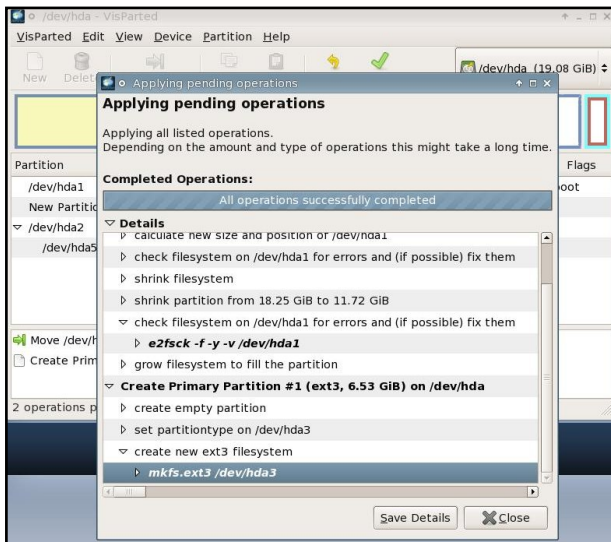 /dev/hda - VisParted
VisParted Edit View Device Partition Help
New
/dev/hda (19.08 GiB)
Applying pending operations
Applying pending operations
Applying all listed operations.
Depending on the amount and type of operations this might take a long time.
Completed Operations:
All operations successfully completed
Details
calculate new size and position of /dev/hda1
check filesystem on /dev/hda1 for errors and (if possible) fix them
shrink filesystem
shrink partition from 18.25 GiB to 11.72 GiB
check filesystem on /dev/hda1 for errors and (if possible) fix them
e2fsck -f -y -v /dev/hda1
grow filesystem to fill the partition
Create Primary Partition #1 (ext3, 6.53 GiB) on /dev/hda
create empty partition
set partitiontype on /dev/hda3
create new ext3 filesystem
mkfs.ext3 /dev/hda3
Save Details Close
Partition
Flags
/dev/hda1
New
/dev/hda2
/dev/hda5
Move
Create
2 operations